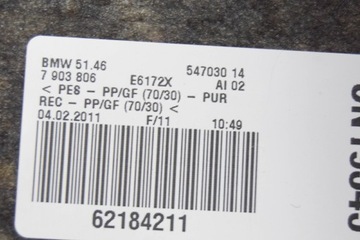 BMW 51.46 547030 14
7 903 806 E6172X AI 02
< PES - PP/GF (70/30) - PUR
REC - PP/GF (70/30) <
04.02.2011 F/11 10:49
62184211